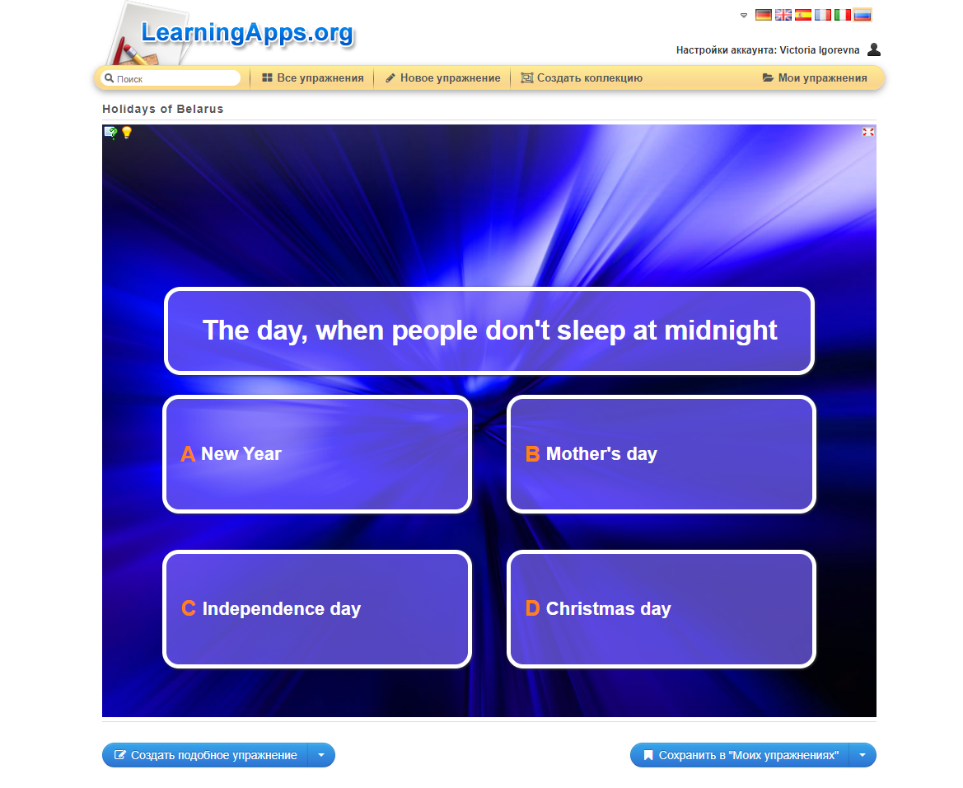 LearningApps.org
Настройки аккаунта: Victoria Igorevna
Поиск
Все упражнения
Новое упражнение
Создать коллекцию
Мои упражнения
Holidays of Belarus
The day, when people don't sleep at midnight
A New Year
B Mother's day
C Independence day
D Christmas day
Создать подобное упражнение
Сохранить в "Моих упражнениях"